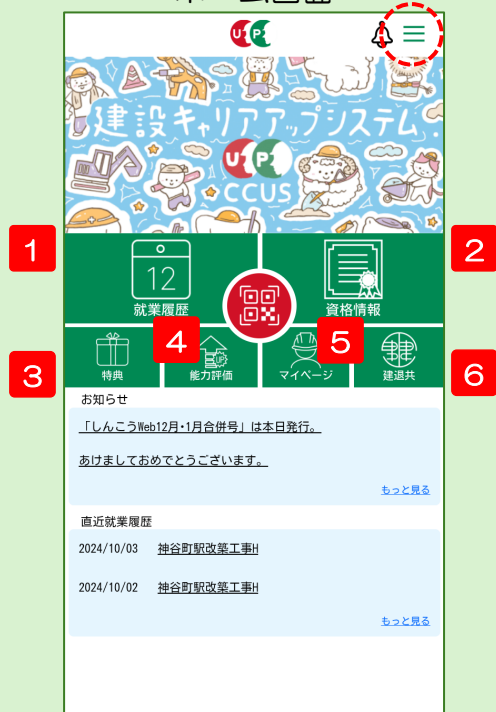 UP
建設キャリアアップシステム
UP
CCUS
1
2
12
就業履歴
資格情報
3
4
5
6
特典
UP
能力評価
マイページ
建退共
お知らせ
「しんこうWeb12月・1月合併号」は本日発行。
あけましておめでとうございます。
もっと見る
直近就業履歴
2024/10/03 神谷町駅改築工事H
2024/10/02 神谷町駅改築工事H
もっと見る